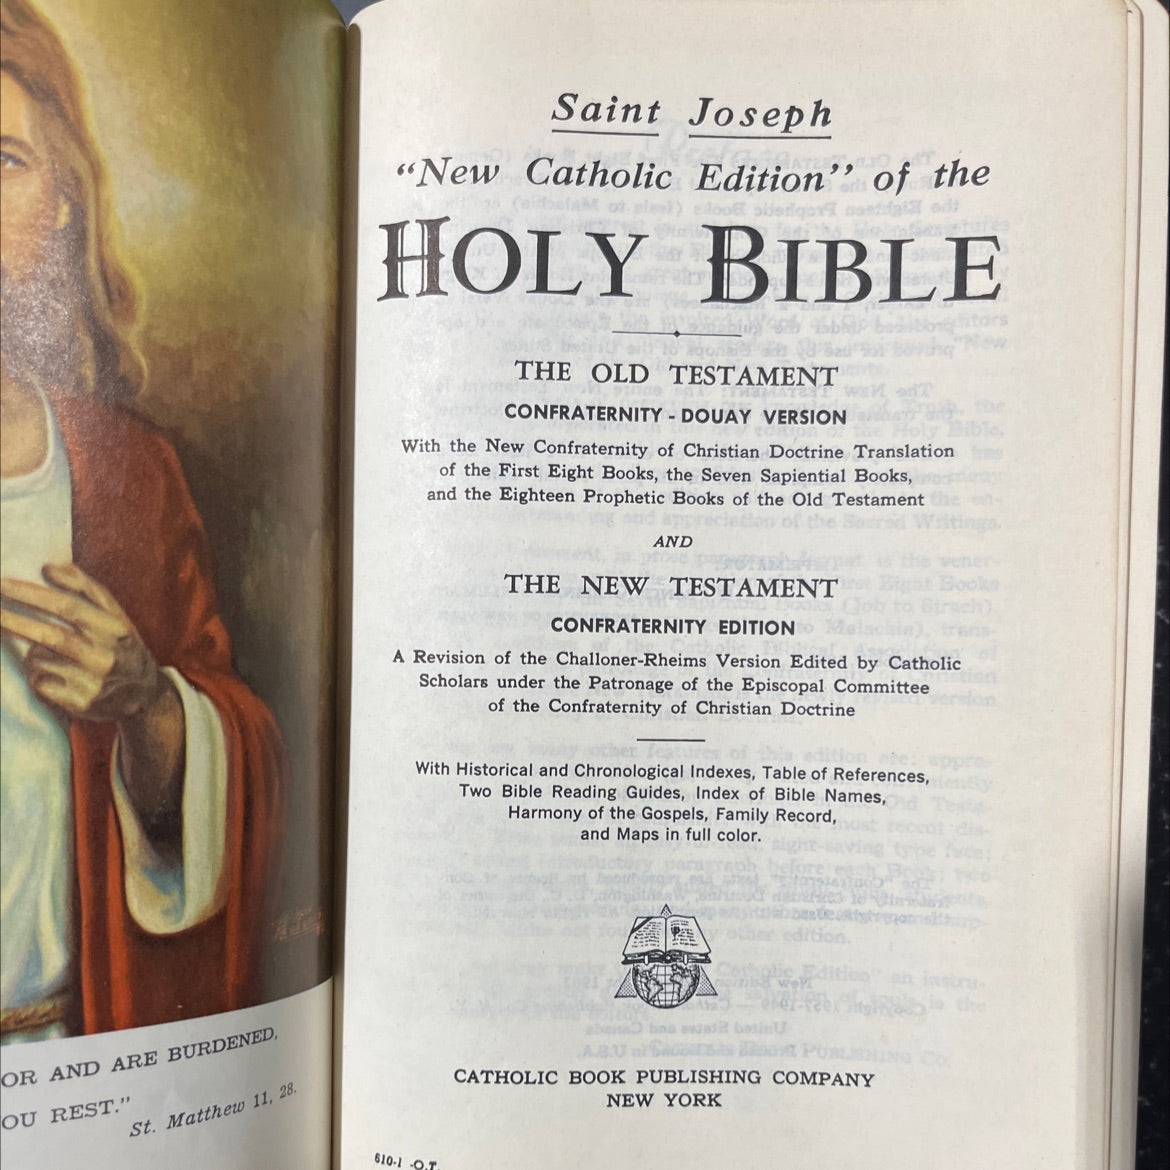 OR AND ARE BURDENED,
OU REST."
St. Matthew 11, 28.
Saint Joseph
"New Catholic Edition" of the
HOLY BIBLE
THE OLD TESTAMENT
CONFRATERNITY - DOUAY VERSION
With the New Confraternity of Christian Doctrine Translation
of the First Eight Books, the Seven Sapiential Books,
and the Eighteen Prophetic Books of the Old Testament
AND
THE NEW TESTAMENT
CONFRATERNITY EDITION
A Revision of the Challoner-Rheims Version Edited by Catholic
Scholars under the Patronage of the Episcopal Committee
of the Confraternity of Christian Doctrine
With Historical and Chronological Indexes, Table of References,
Two Bible Reading Guides, Index of Bible Names,
Harmony of the Gospels, Family Record,
and Maps in full color.
CATHOLIC BOOK PUBLISHING COMPANY
NEW YORK
610-1 -O.T.